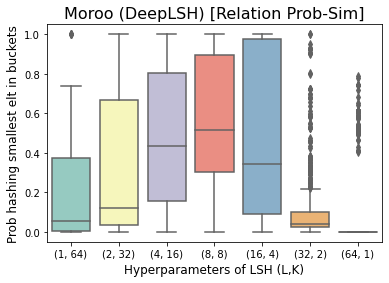 Moroo (DeepLSH) [Relation Prob-Sim]
Prob hashing smallest elt in buckets
1.0
0.8
0.6
0.4
0.2
0.0
(1, 64) (2, 32) (4, 16) (8, 8) (16, 4) (32, 2) (64, 1)
Hyperparameters of LSH (L,K)